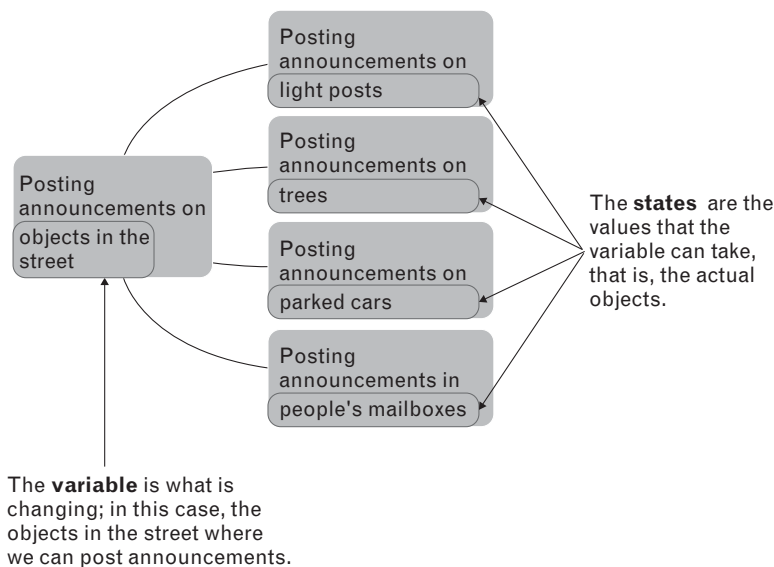 Posting
announcements on
light posts
Posting
announcements on
trees
Posting
announcements on
objects in the
street
Posting
announcements on
parked cars
Posting
announcements in
people's mailboxes
The states are the
values that the
variable can take,
that is, the actual
objects.
The variable is what is
changing; in this case, the
objects in the street where
we can post announcements.